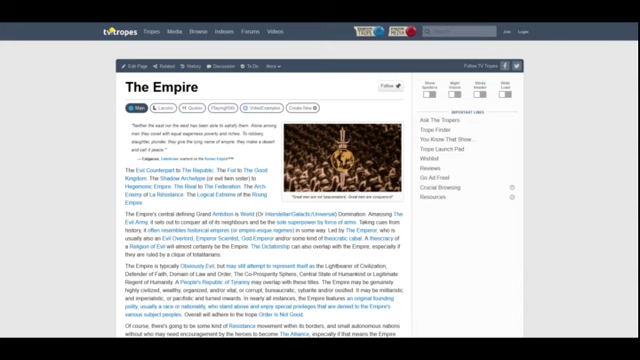 tvtropes Tropes Media Browse Indexes Forums Videos Search Join Login
Edit Page Related History Discussion To Do More Follow TV Tropes
The Empire
Follow
Main Laconic Quotes PlayingWith VideoExamples Create New
"Neither the east nor the west has been able to satisfy them. Alone among
men they covet with equal eagerness poverty and riches. To robbery,
slaughter, plunder, they give the lying name of empire; they make a desert
and call it peace."
— Calgacus, Caledonian warlord on the Roman Empire
"Great men are not peacemakers. Great men are conquerors!"
The Evil Counterpart to The Republic. The Foil to The Good
Kingdom. The Shadow Archetype (or evil twin sister) to
Hegemonic Empire. The Rival to The Federation. The Arch-
Enemy of La Résistance. The Logical Extreme of the Rising
Empire.
The Empire's central defining Grand Ambition is World (Or Interstellar/Galactic/Universal) Domination. Amassing The
Evil Army, it sets out to conquer all of its neighbours and be the sole superpower by force of arms. Taking cues from
history, it often resembles historical empires (or empire-esque regimes) in some way. Led by The Emperor, who
is usually also an Evil Overlord, Emperor Scientist, God Emperor and/or some kind of theocratic cabal. A theocracy of
a Religion of Evil will almost certainly be the Empire. The Dictatorship can also overlap with the Empire, especially if
they are ruled by a clique of totalitarians.
The Empire is typically Obviously Evil, but may still attempt to represent itself as the Lightbearer of Civilization,
Defender of Faith, Domain of Law and Order, The Co-Prosperity Sphere, Central State of Humankind or Legitimate
Regent of Humanity. A People's Republic of Tyranny may overlap with these titles. The Empire may be genuinely
highly civilized, wealthy, organized, and/or vital, or corrupt, bureaucratic, sybarite and/or ossified. It may be militaristic
and imperialistic, or pacifistic and turned inwards. In nearly all instances, the Empire features an original founding
polity, usually a race or nationality, who stand above and enjoy special privileges that are denied to the Empire's
various subject peoples. Overall will adhere to the trope Order Is Not Good.
Of course, there's going to be some kind of Resistance movement within its borders, and small autonomous nations
without who may need encouragement by the heroes to become The Alliance, especially if that means the Empire
Show Spoilers
Night Vision
Sticky Header
Wide Load
IMPORTANT LINKS
Ask The Tropers
Trope Finder
You Know That Show...
Trope Launch Pad
Wishlist
Reviews
Go Ad Free!
Crucial Browsing
Resources